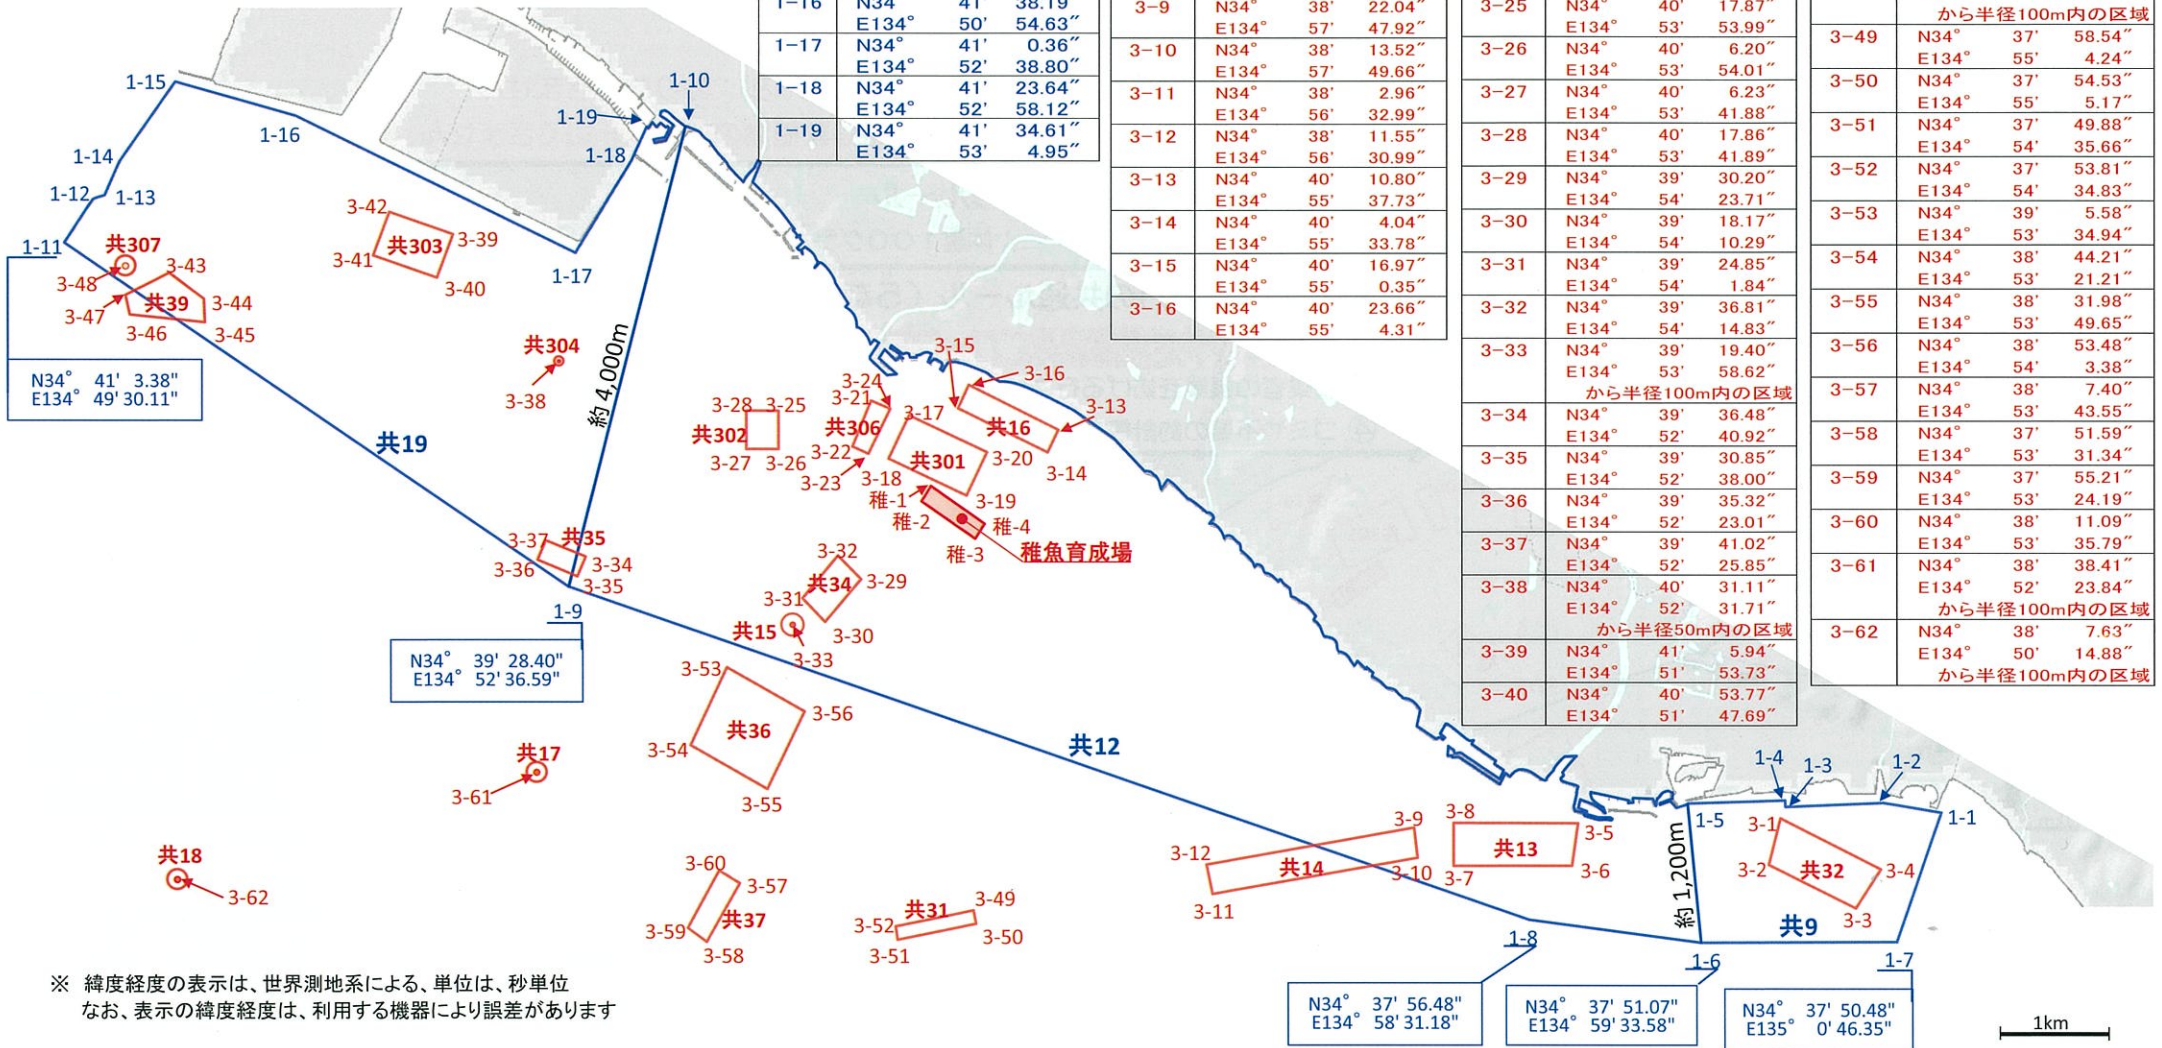 1-16 N34° 41' 38.19″
E134° 50' 54.63″
1-17 N34° 41' 0.36″
E134° 52' 38.80″
1-18 N34° 41' 23.64″
E134° 52' 58.12″
1-19 N34° 41' 34.61″
E134° 53' 4.95″
3-9 N34° 38' 22.04″
E134° 57' 47.92″
3-10 N34° 38' 13.52″
E134° 57' 49.66″
3-11 N34° 38' 2.96″
E134° 56' 32.99″
3-12 N34° 38' 11.55″
E134° 56' 30.99″
3-13 N34° 40' 10.80″
E134° 55' 37.73″
3-14 N34° 40' 4.04″
E134° 55' 33.78″
3-15 N34° 40' 16.97″
E134° 55' 0.35″
3-16 N34° 40' 23.66″
E134° 55' 4.31″
3-25 N34° 40' 17.87″
E134° 53' 53.99″
3-26 N34° 40' 6.20″
E134° 53' 54.01″
3-27 N34° 40' 6.23″
E134° 53' 41.88″
3-28 N34° 40' 17.86″
E134° 53' 41.89″
3-29 N34° 39' 30.20″
E134° 54' 23.71″
3-30 N34° 39' 18.17″
E134° 54' 10.29″
3-31 N34° 39' 24.85″
E134° 54' 1.84″
3-32 N34° 39' 36.81″
E134° 54' 14.83″
3-33 N34° 39' 19.40″
E134° 53' 58.62″
から半径100m内の区域
3-34 N34° 39' 36.48″
E134° 52' 40.92″
3-35 N34° 39' 30.85″
E134° 52' 38.00″
3-36 N34° 39' 35.32″
E134° 52' 23.01″
3-37 N34° 39' 41.02″
E134° 52' 25.85″
3-38 N34° 40' 31.11″
E134° 52' 31.71″
から半径50m内の区域
3-39 N34° 41' 5.94″
E134° 51' 53.73″
3-40 N34° 40' 53.77″
E134° 51' 47.69″
から半径100m内の区域
3-49 N34° 37' 58.54″
E134° 55' 4.24″
3-50 N34° 37' 54.53″
E134° 55' 5.17″
3-51 N34° 37' 49.88″
E134° 54' 35.66″
3-52 N34° 37' 53.81″
E134° 54' 34.83″
3-53 N34° 39' 5.58″
E134° 53' 34.94″
3-54 N34° 38' 44.21″
E134° 53' 21.21″
3-55 N34° 38' 31.98″
E134° 53' 49.65″
3-56 N34° 38' 53.48″
E134° 54' 3.38″
3-57 N34° 38' 7.40″
E134° 53' 43.55″
3-58 N34° 37' 51.59″
E134° 53' 31.34″
3-59 N34° 37' 55.21″
E134° 53' 24.19″
3-60 N34° 38' 11.09″
E134° 53' 35.79″
3-61 N34° 38' 38.41″
E134° 52' 23.84″
から半径100m内の区域
3-62 N34° 38' 7.63″
E134° 50' 14.88″
から半径100m内の区域
1-15
1-16
1-14
1-12
1-13
1-11
1-10
1-19
1-18
1-17
共307
3-48
3-43
共39
3-47
3-46
3-44
3-45
3-42
共303
3-39
3-41
3-40
N34° 41' 3.38"
E134° 49' 30.11"
共304
3-38
約 4,000m
共19
3-15
3-16
3-13
共16
3-14
3-24
3-21
共306
3-22
3-23
3-17
共301
3-20
3-18
3-19
3-28
3-25
共302
3-27
3-26
稚-1
稚-2
稚-4
稚-3
稚魚育成場
3-37
共35
3-36
3-34
3-35
1-9
N34° 39' 28.40"
E134° 52' 36.59"
3-32
共34
3-29
3-31
3-30
共15
3-33
3-53
共36
3-56
3-54
3-55
共17
3-61
共12
共18
3-62
3-60
3-57
共37
3-59
3-58
共31
3-49
3-52
3-50
3-51
3-9
3-12
共14
3-10
3-11
3-8
3-5
共13
3-7
3-6
1-4
1-3
1-2
1-1
1-5
約 1,200m
3-1
3-2
共32
3-4
3-3
共9
1-8
1-6
1-7
N34° 37' 56.48"
E134° 58' 31.18"
N34° 37' 51.07"
E134° 59' 33.58"
N34° 37' 50.48"
E135° 0' 46.35"
1km
※ 緯度経度の表示は、世界測地系による、単位は、秒単位
なお、表示の緯度経度は、利用する機器により誤差があります